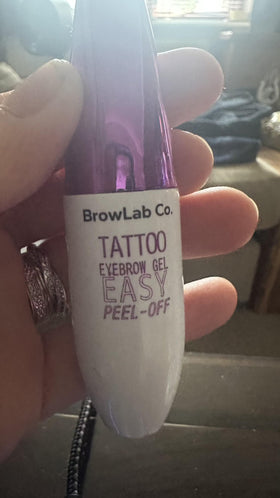 BrowLab Co.
TATTOO
EYEBROW GEL
EASY
PEEL-OFF